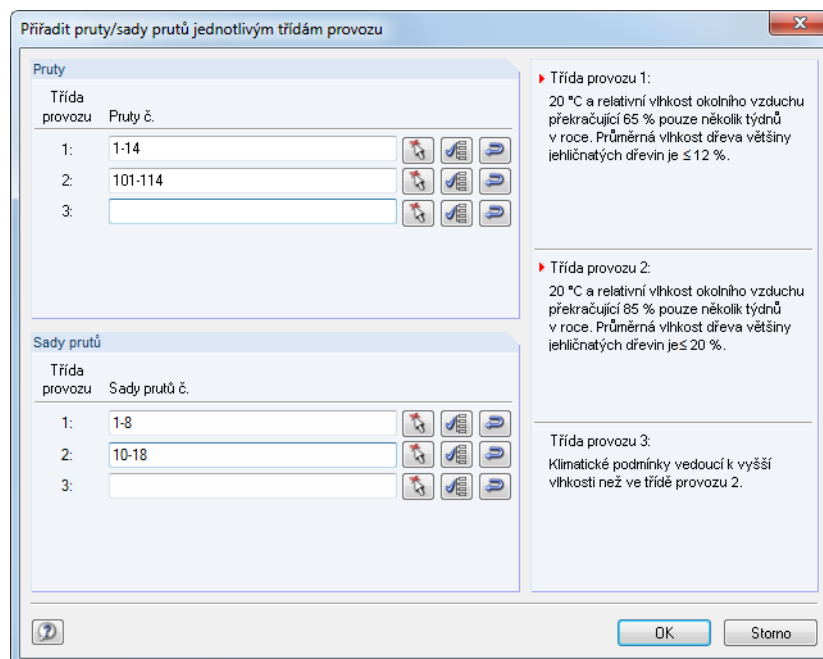 Přiřadit pruty/sady prutů jednotlivým třídám provozu
Pruty
Třída
provozu Pruty č.
1: 1-14
2: 101-114
3:
Sady prutů
Třída
provozu Sady prutů č.
1: 1-8
2: 10-18
3:
Třída provozu 1:
20 °C a relativní vlhkost okolního vzduchu
překračující 65 % pouze několik týdnů
v roce. Průměrná vlhkost dřeva většiny
jehličnatých dřevin je ≤ 12 %.
Třída provozu 2:
20 °C a relativní vlhkost okolního vzduchu
překračující 85 % pouze několik týdnů
v roce. Průměrná vlhkost dřeva většiny
jehličnatých dřevin je≤ 20 %.
Třída provozu 3:
Klimatické podmínky vedoucí k vyšší
vlhkosti než ve třídě provozu 2.
OK Storno